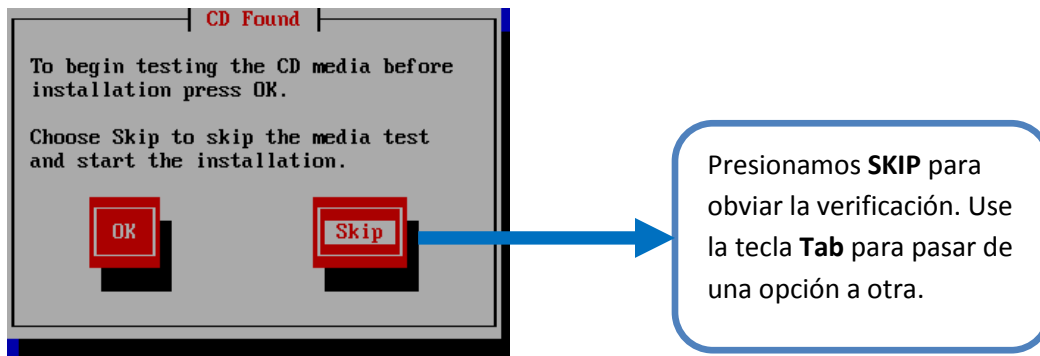 CD Found
To begin testing the CD media before
installation press OK.
Choose Skip to skip the media test
and start the installation.
OK
Skip
Presionamos SKIP para
obviar la verificación. Use
la tecla Tab para pasar de
una opción a otra.